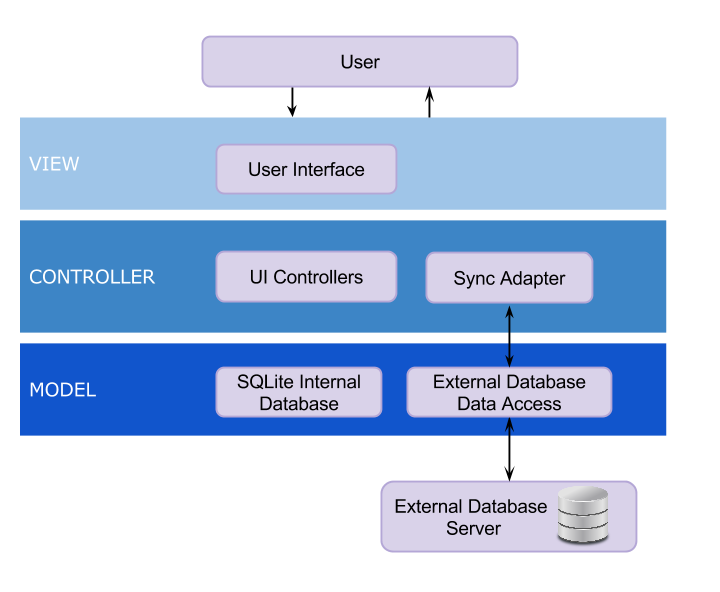 User
VIEW
User Interface
CONTROLLER
UI Controllers
Sync Adapter
MODEL
SQLite Internal
Database
External Database
Data Access
External Database
Server